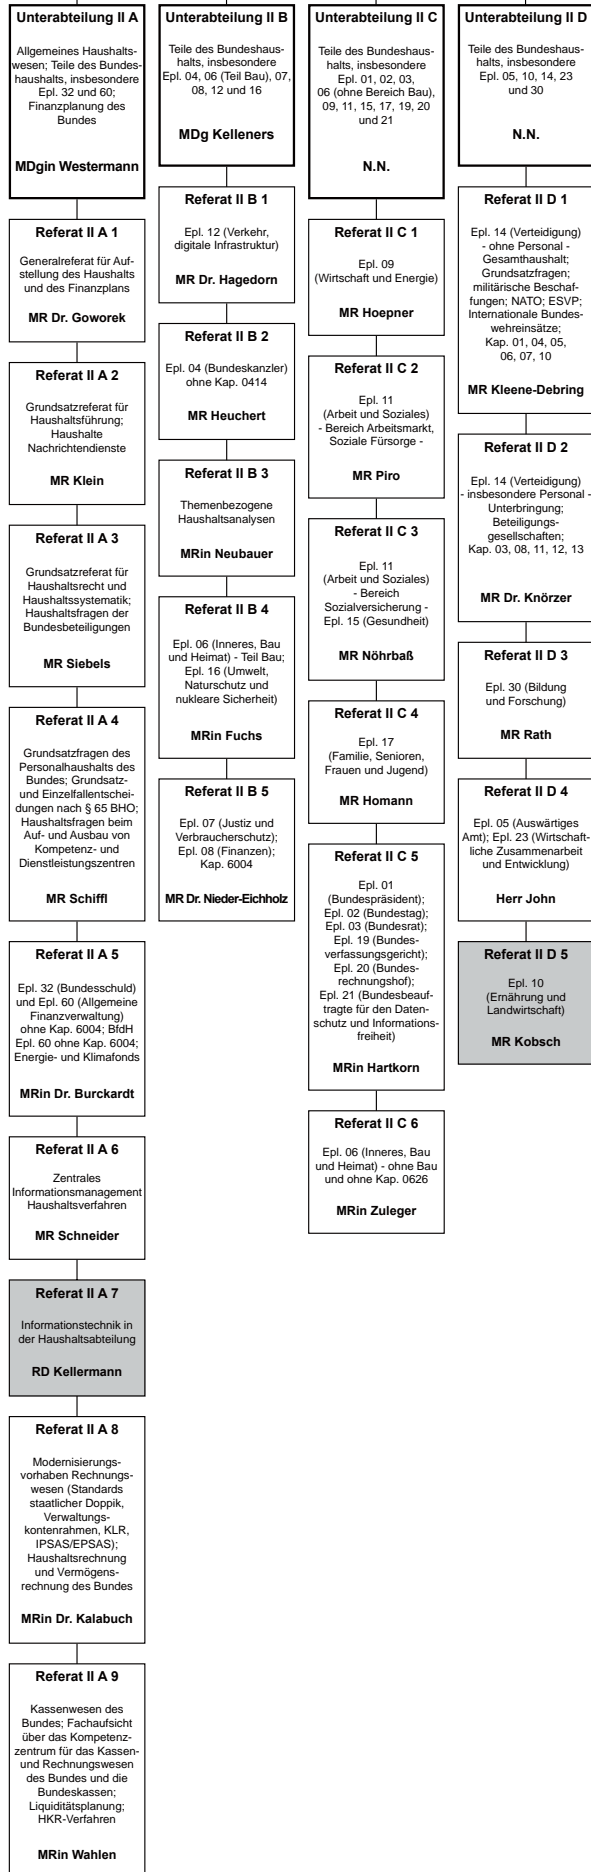 Unterabteilung II A
Allgemeines Haushalts-
wesen; Teile des Bundes-
haushalts, insbesondere
Epl. 32 und 60;
Finanzplanung des
Bundes
MDgin Westermann
Referat II A 1
Generalreferat für Auf-
stellung des Haushalts
und des Finanzplans
MR Dr. Goworek
Referat II A 2
Grundsatzreferat für
Haushaltsführung;
Haushalte
Nachrichtendienste
MR Klein
Referat II A 3
Grundsatzreferat für
Haushaltsrecht und
Haushaltssystematik;
Haushaltsfragen der
Bundesbeteiligungen
MR Siebels
Referat II A 4
Grundsatzfragen des
Personalhaushalts des
Bundes; Grundsatz-
und Einzelfallentschei-
dungen nach § 65 BHO;
Haushaltsfragen beim
Auf- und Ausbau von
Kompetenz- und
Dienstleistungszentren
MR Schiffl
Referat II A 5
Epl. 32 (Bundesschuld)
und Epl. 60 (Allgemeine
Finanzverwaltung)
ohne Kap. 6004; BfdH
Epl. 60 ohne Kap. 6004;
Energie- und Klimafonds
MRin Dr. Burckardt
Referat II A 6
Zentrales
Informationsmanagement
Haushaltsverfahren
MR Schneider
Referat II A 7
Informationstechnik in
der Haushaltsabteilung
RD Kellermann
Referat II A 8
Modernisierungs-
vorhaben Rechnungs-
wesen (Standards
staatlicher Doppik,
Verwaltungs-
kontenrahmen, KLR,
IPSAS/EPSAS);
Haushaltsrechnung
und Vermögens-
rechnung des Bundes
MRin Dr. Kalabuch
Referat II A 9
Kassenwesen des
Bundes; Fachaufsicht
über das Kompetenz-
zentrum für das Kassen-
und Rechnungswesen
des Bundes und die
Bundeskassen;
Liquiditätsplanung;
HKR-Verfahren
MRin Wahlen
Unterabteilung II B
Teile des Bundeshaus-
halts, insbesondere
Epl. 04, 06 (Teil Bau), 07,
08, 12 und 16
MDg Kelleners
Referat II B 1
Epl. 12 (Verkehr,
digitale Infrastruktur)
MR Dr. Hagedorn
Referat II B 2
Epl. 04 (Bundeskanzler)
ohne Kap. 0414
MR Heuchert
Referat II B 3
Themenbezogene
Haushaltsanalysen
MRin Neubauer
Referat II B 4
Epl. 06 (Inneres, Bau
und Heimat) - Teil Bau;
Epl. 16 (Umwelt,
Naturschutz und
nukleare Sicherheit)
MRin Fuchs
Referat II B 5
Epl. 07 (Justiz und
Verbraucherschutz);
Epl. 08 (Finanzen);
Kap. 6004
MR Dr. Nieder-Eichholz
Unterabteilung II C
Teile des Bundeshaus-
halts, insbesondere
Epl. 01, 02, 03,
06 (ohne Bereich Bau),
09, 11, 15, 17, 19, 20
und 21
N.N.
Referat II C 1
Epl. 09
(Wirtschaft und Energie)
MR Hoepner
Referat II C 2
Epl. 11
(Arbeit und Soziales)
- Bereich Arbeitsmarkt,
Soziale Fürsorge -
MR Piro
Referat II C 3
Epl. 11
(Arbeit und Soziales)
- Bereich
Sozialversicherung -
Epl. 15 (Gesundheit)
MR Nöhrbaß
Referat II C 4
Epl. 17
(Familie, Senioren,
Frauen und Jugend)
MR Homann
Referat II C 5
Epl. 01
(Bundespräsident);
Epl. 02 (Bundestag);
Epl. 03 (Bundesrat);
Epl. 19 (Bundes-
verfassungsgericht);
Epl. 20 (Bundes-
rechnungshof);
Epl. 21 (Bundesbeauf-
tragte für den Daten-
schutz und Informations-
freiheit)
MRin Hartkorn
Referat II C 6
Epl. 06 (Inneres, Bau
und Heimat) - ohne Bau
und ohne Kap. 0626
MRin Zuleger
Unterabteilung II D
Teile des Bundeshaus-
halts, insbesondere
Epl. 05, 10, 14, 23
und 30
N.N.
Referat II D 1
Epl. 14 (Verteidigung)
- ohne Personal -
Gesamthaushalt;
Grundsatzfragen;
militärische Beschaf-
fungen; NATO; ESVP;
Internationale Bundes-
wehreinsätze;
Kap. 01, 04, 05,
06, 07, 10
MR Kleene-Debring
Referat II D 2
Epl. 14 (Verteidigung)
- insbesondere Personal -
Unterbringung;
Beteiligungs-
gesellschaften;
Kap. 03, 08, 11, 12, 13
MR Dr. Knörzer
Referat II D 3
Epl. 30 (Bildung
und Forschung)
MR Rath
Referat II D 4
Epl. 05 (Auswärtiges
Amt); Epl. 23 (Wirtschaft-
liche Zusammenarbeit
und Entwicklung)
Herr John
Referat II D 5
Epl. 10
(Ernährung und
Landwirtschaft)
MR Kobsch